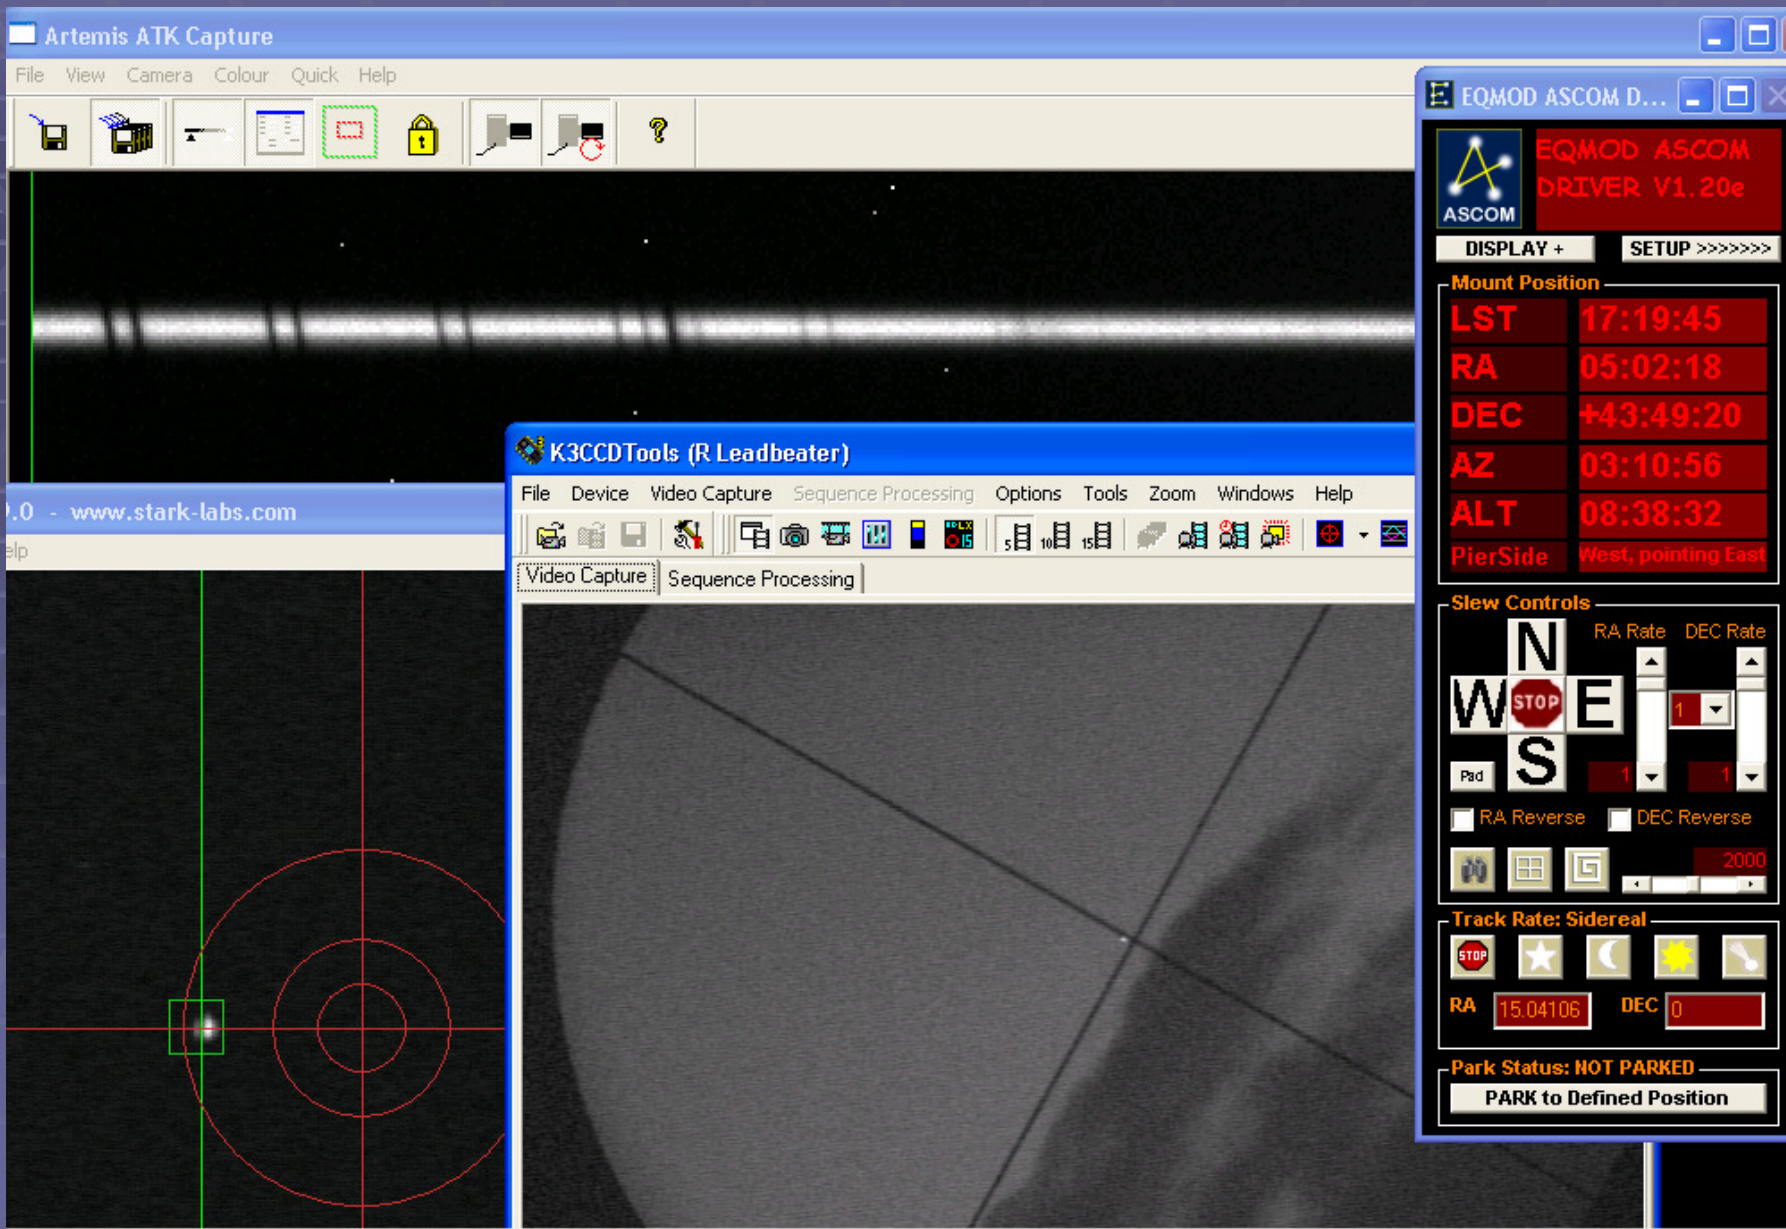 Artemis ATK Capture
File View Camera Colour Quick Help
?
EQMOD ASCOM D...
ASCOM
EQMOD ASCOM
DRIVER V1.20e
DISPLAY +
SETUP >>>>>>>
Mount Position
LST 17:19:45
RA 05:02:18
DEC +43:49:20
AZ 03:10:56
ALT 08:38:32
PierSide West, pointing East
Slew Controls
RA Rate DEC Rate
N
W STOP E
S
1
Pad
1 1
RA Reverse DEC Reverse
2000
Track Rate: Sidereal
STOP
RA 15.04106 DEC 0
Park Status: NOT PARKED
PARK to Defined Position
.0 - www.stark-labs.com
elp
K3CCDTools (R Leadbeater)
File Device Video Capture Sequence Processing Options Tools Zoom Windows Help
5 10 15
Video Capture Sequence Processing